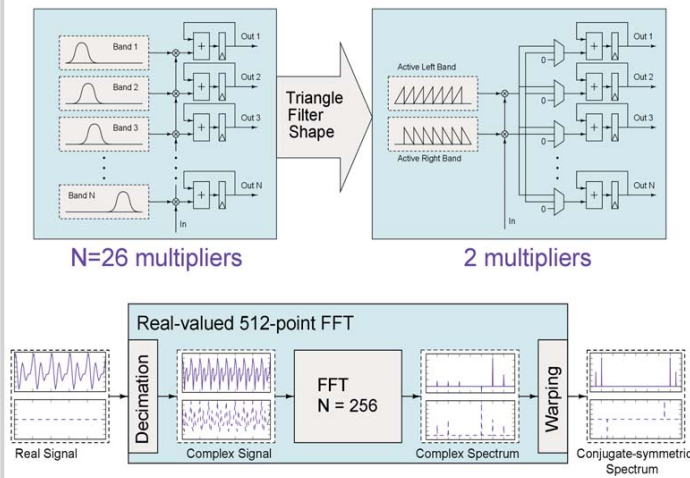 Band 1
Out 1
Band 2
Out 2
Band 3
Out 3
Band N
Out N
In
Triangle
Filter
Shape
Active Left Band
Active Right Band
Out 1
0
Out 2
0
Out 3
0
Out N
0
In
N=26 multipliers
2 multipliers
Real-valued 512-point FFT
Decimation
FFT
N = 256
Warping
Real Signal
Complex Signal
Complex Spectrum
Conjugate-symmetric
Spectrum